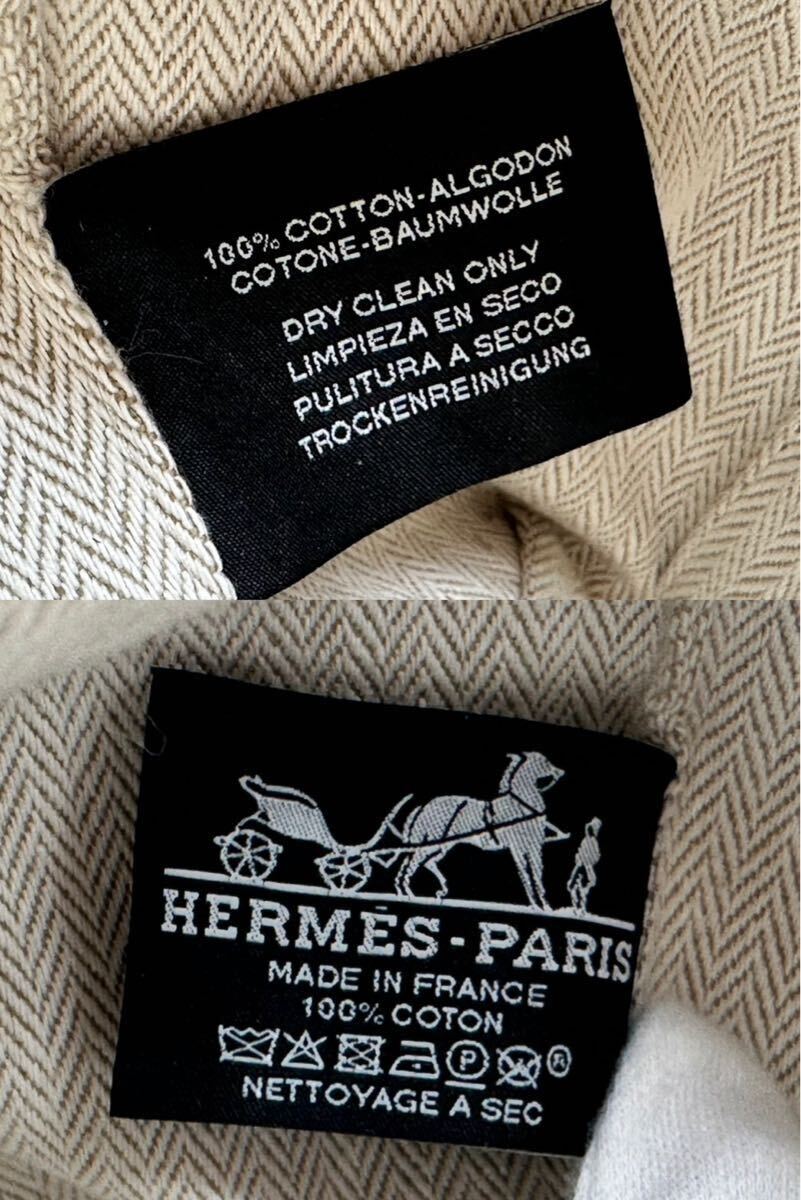 100% COTTON-ALGODON
COTONE-BAUMWOLLE
DRY CLEAN ONLY
LIMPIEZA EN SECO
PULITURA A SECCO
TROCKENREINIGUNG
HERMÈS-PARIS
MADE IN FRANCE
100% COTON
P W ®
NETTOYAGE A SEC